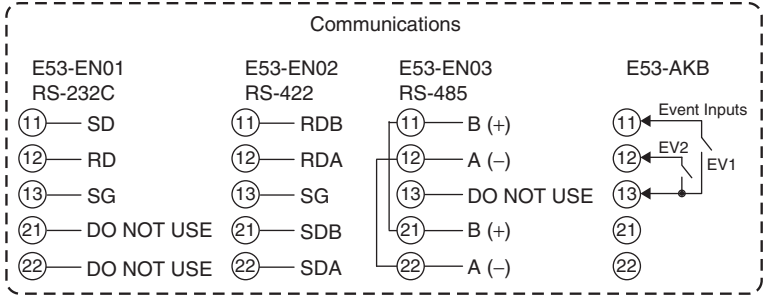 Communications
E53-EN01
RS-232C
11 SD
12 RD
13 SG
21 DO NOT USE
22 DO NOT USE
E53-EN02
RS-422
11 RDB
12 RDA
13 SG
21 SDB
22 SDA
E53-EN03
RS-485
11 B (+)
12 A (−)
13 DO NOT USE
21 B (+)
22 A (−)
E53-AKB
11 Event Inputs
12 EV2
EV1
13
21
22